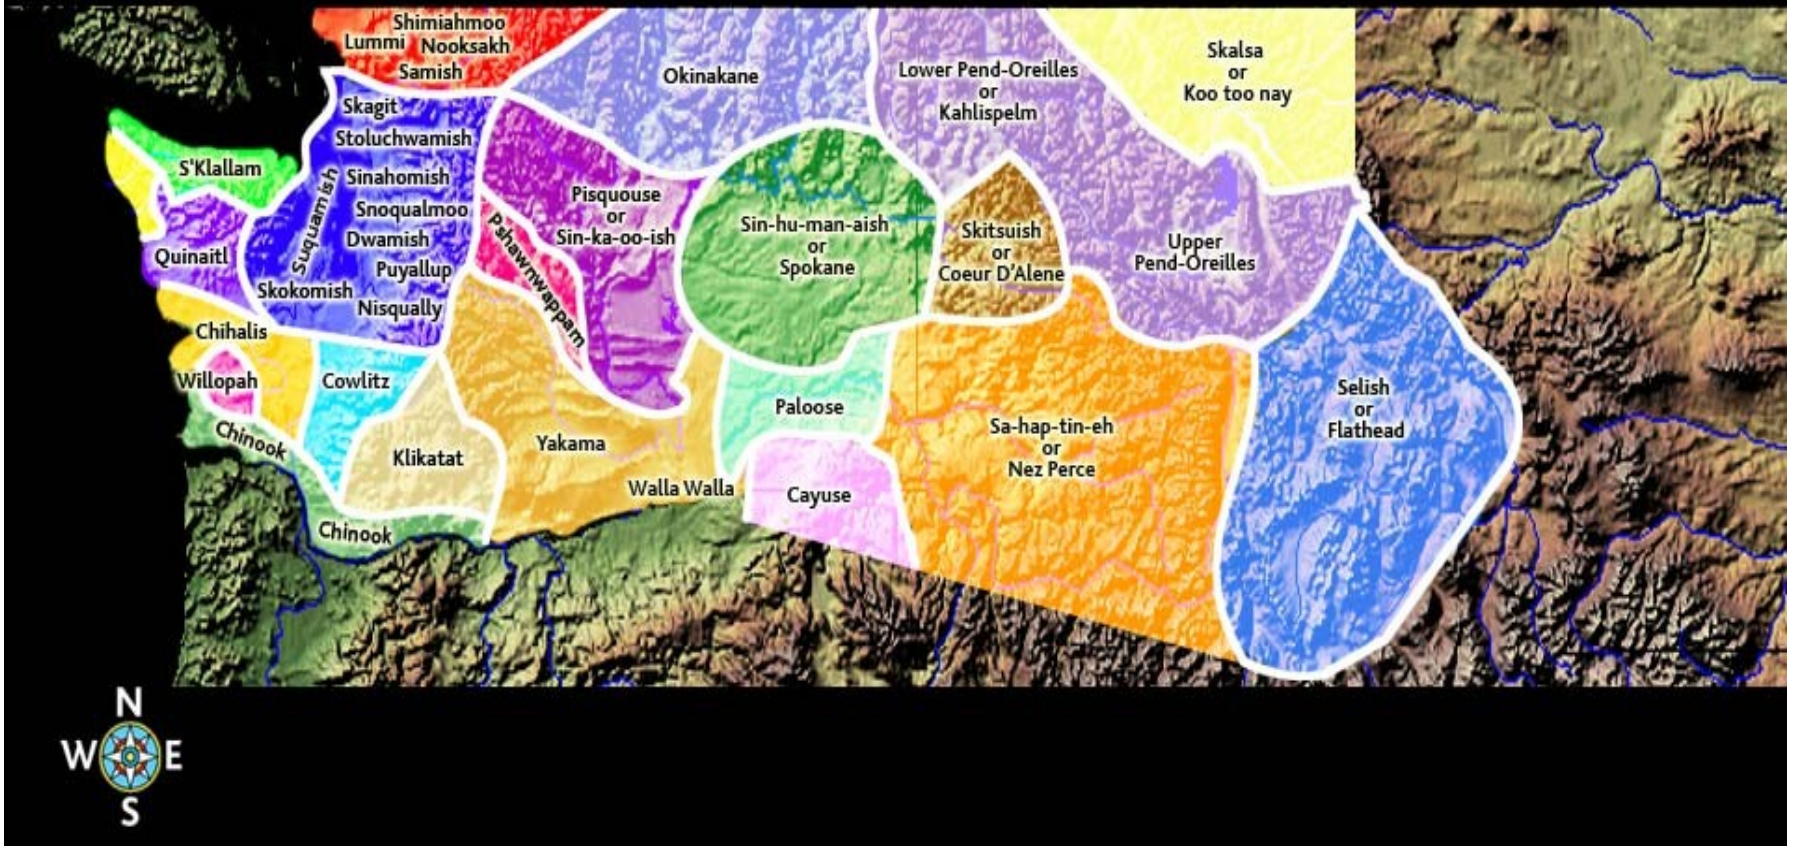 Shimiahmoo
Lummi Nooksakh
Samish
Okinakane
Lower Pend-Oreilles
or
Kahlispelm
Skalsa
or
Koo too nay
S'Klallam
Skagit
Stoluchwamish
Sinahomish
Snoqualmoo
Suquamish
Dwamish
Puyallup
Skokomish
Nisqually
Pisquouse
or
Sin-ka-oo-ish
Pshawnwappam
Sin-hu-man-aish
or
Spokane
Skitsuish
or
Coeur D'Alene
Upper
Pend-Oreilles
Quinaitl
Chihalis
Willopah
Cowlitz
Chinook
Klikatat
Yakama
Walla Walla
Paloose
Cayuse
Sa-hap-tin-eh
or
Nez Perce
Selish
or
Flathead
Chinook
N
W E
S